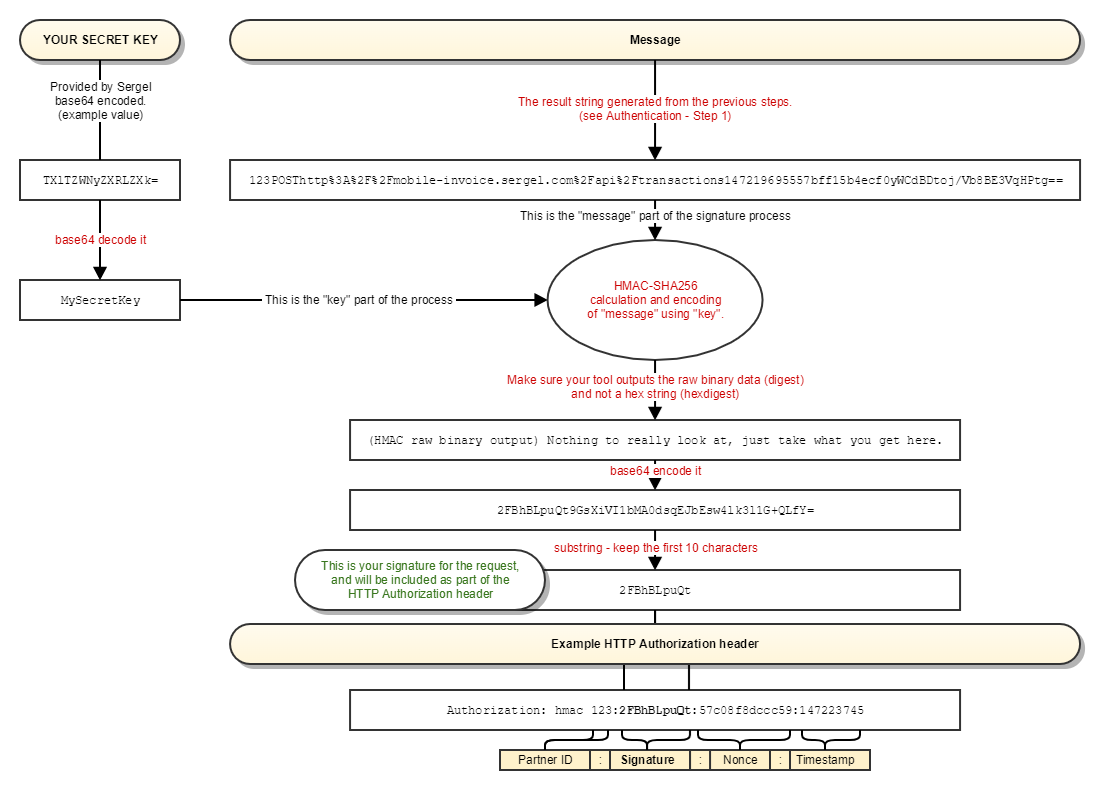 YOUR SECRET KEY
Message
Provided by Sergel
base64 encoded.
(example value)
The result string generated from the previous steps.
(see Authentication - Step 1)
TXlTZWNyZXRLZXk=
123POSThttp%3A%2F%2Fmobile-invoice.sergel.com%2Fapi%2Ftransactions147219695557bff15b4ecf0yWCdBDtoj/Vb8BE3VqHPtg==
This is the "message" part of the signature process
base64 decode it
MySecretKey
This is the "key" part of the process
HMAC-SHA256
calculation and encoding
of "message" using "key".
Make sure your tool outputs the raw binary data (digest)
and not a hex string (hexdigest)
(HMAC raw binary output) Nothing to really look at, just take what you get here.
base64 encode it
2FBhBLpuQt9GsXiVI1bMA0dsqEJbEsw4lk3l1G+QLfY=
substring - keep the first 10 characters
This is your signature for the request,
and will be included as part of the
HTTP Authorization header
2FBhBLpuQt
Example HTTP Authorization header
Authorization: hmac 123:2FBhBLpuQt:57c08f8dccc59:147223745
Partner ID : Signature : Nonce : Timestamp